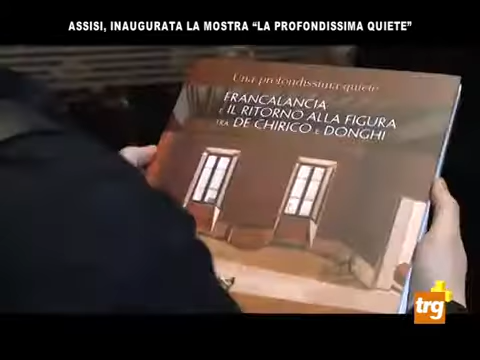 ASSISI, INAUGURATA LA MOSTRA “LA PROFONDISSIMA QUIETE”
Una profondissima quiete
FRANCALANCIA
E IL RITORNO ALLA FIGURA
TRA DE CHIRICO E DONGHI
trg